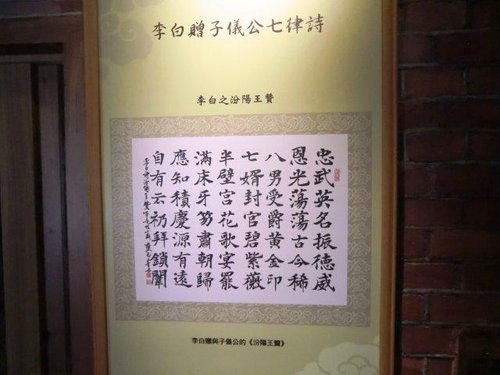 李白贈子儀公七律詩
李白之汾陽王贊
忠武英名振德威
恩光蕩蕩古今稀
八男受爵黃金印
七婿封官碧紫薇
半壁宮花歌宴罷
滿床牙笏肅朝歸
應知積慶源有遠
自有云礽拜鎖闈
李白贈與子儀公的《汾陽王贊》